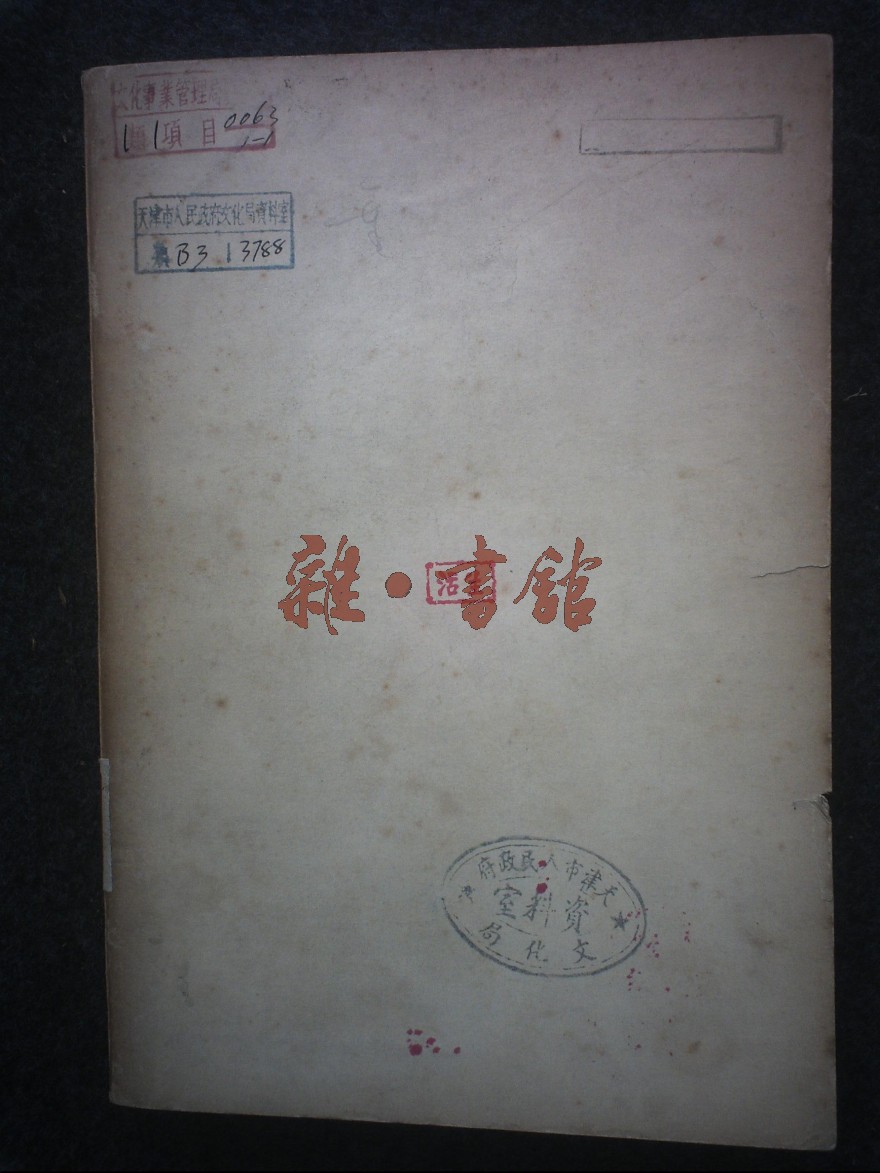 文化事業管理局
項目 0063
1-1
天津市人民政府文化局資料室
B3 13788
雜·書館
天津市人民政府
資料室
文化局